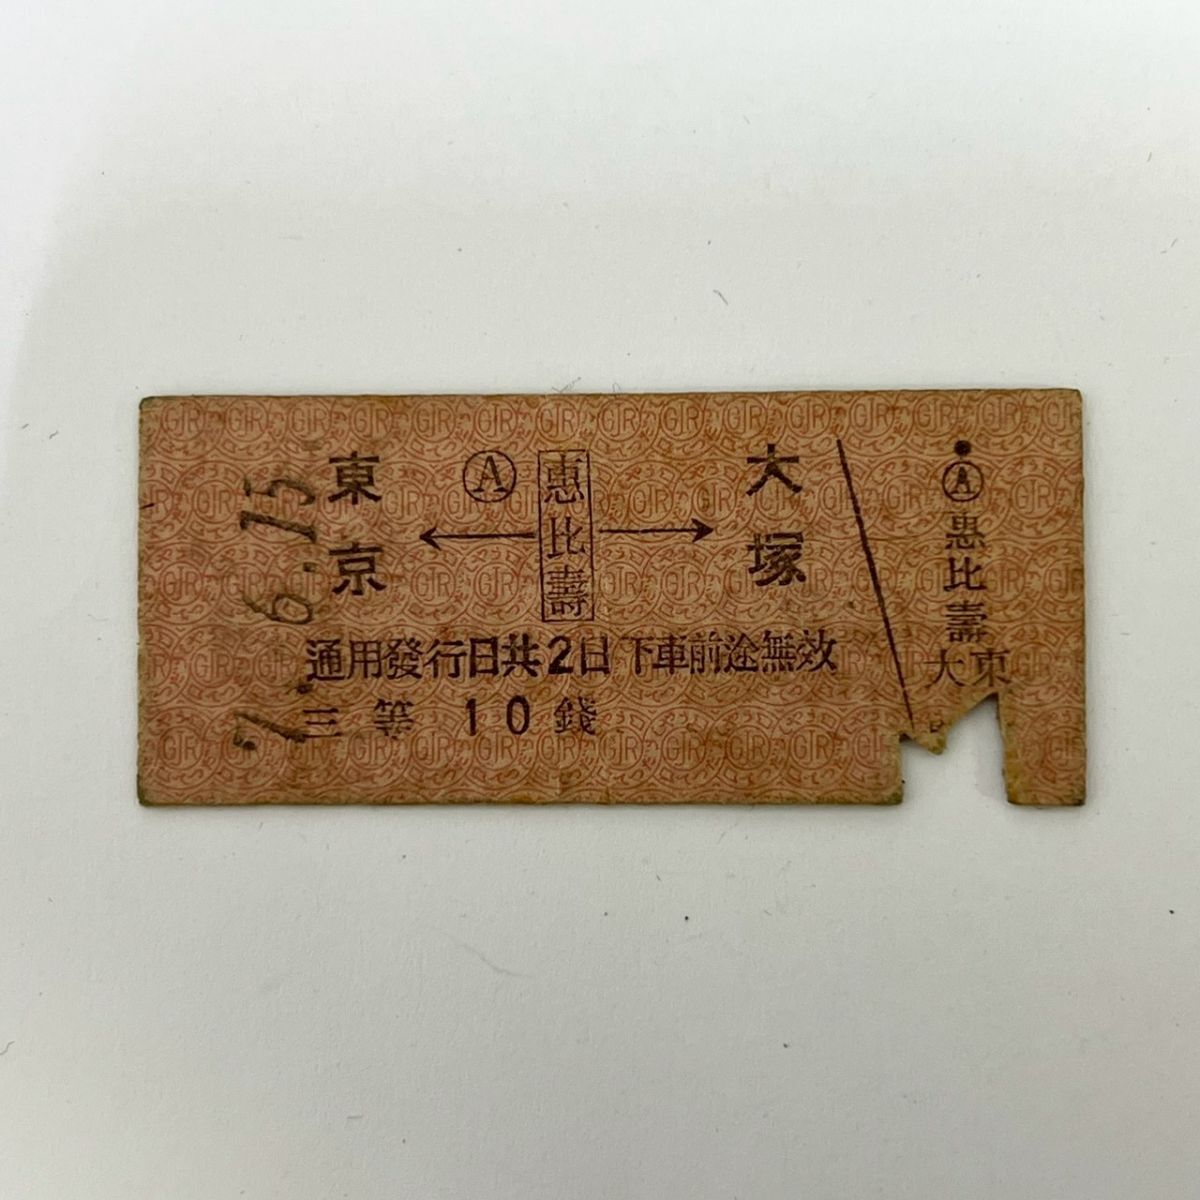 東京 ←Ⓐ 惠比壽→ 大塚
通用發行日共2日 下車前途無效
三等 10錢
7.6.15
Ⓐ
惠比壽
大東